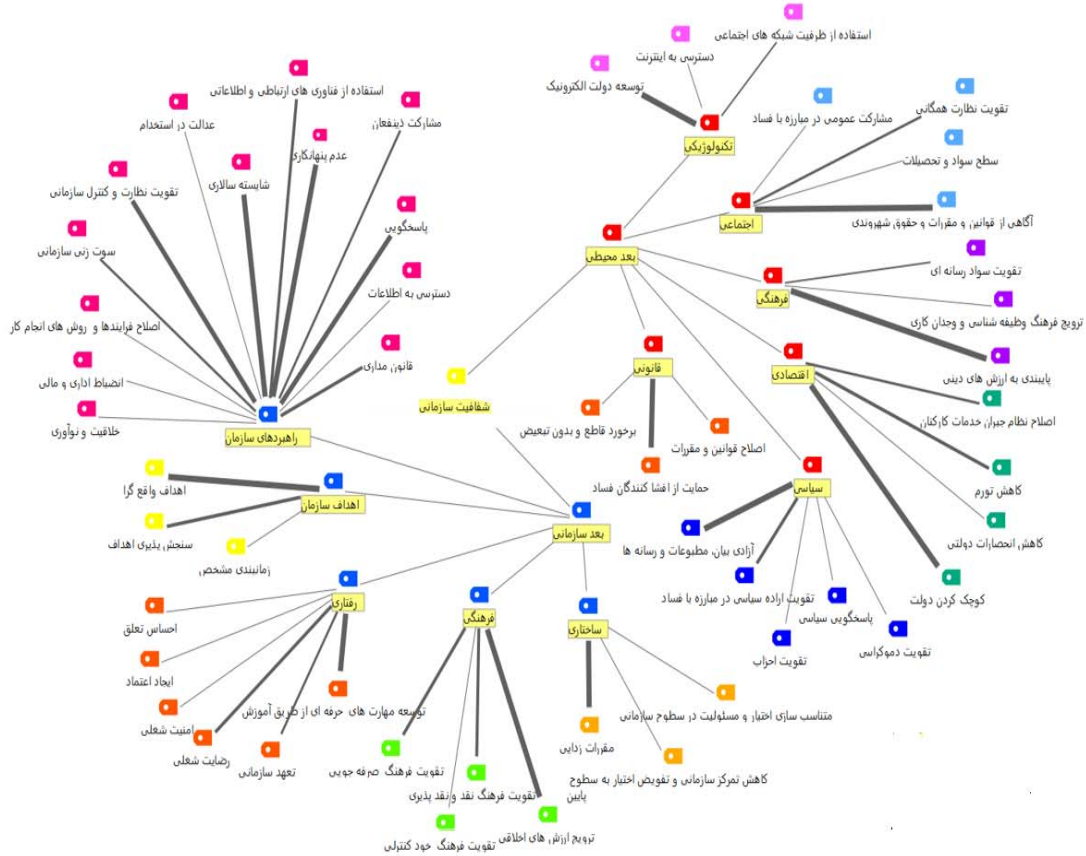 استفاده از ظرفیت شبکه های اجتماعی
دسترسی به اینترنت
توسعه دولت الکترونیک
تکنولوژیکی
تقویت نظارت همگانی
مشارکت عمومی در مبارزه با فساد
سطح سواد و تحصیلات
آگاهی از قوانین و مقررات و حقوق شهروندی
اجتماعی
بعد محیطی
تقویت سواد رسانه ای
ترویج فرهنگ وظیفه شناسی و وجدان کاری
پایبندی به ارزش های دینی
فرهنگی
اقتصادی
اصلاح نظام جبران خدمات کارکنان
کاهش تورم
کاهش انحصارات دولتی
کوچک کردن دولت
قانونی
برخورد قاطع و بدون تبعیض
اصلاح قوانین و مقررات
حمایت از افشا کنندگان فساد
سیاسی
آزادی بیان، مطبوعات و رسانه ها
تقویت اراده سیاسی در مبارزه با فساد
پاسخگویی سیاسی
تقویت دموکراسی
تقویت احزاب
شفافیت سازمانی
استفاده از فناوری های ارتباطی و اطلاعاتی
مشارکت ذینفعان
عدالت در استخدام
عدم پنهانکاری
شایسته سالاری
تقویت نظارت و کنترل سازمانی
پاسخگویی
سوت زنی سازمانی
دسترسی به اطلاعات
اصلاح فرایندها و روش های انجام کار
قانون مداری
انضباط اداری و مالی
خلاقیت و نوآوری
راهبردهای سازمان
اهداف واقع گرا
اهداف سازمان
سنجش پذیری اهداف
زمانبندی مشخص
بعد سازمانی
رفتاری
احساس تعلق
ایجاد اعتماد
امنیت شغلی
رضایت شغلی
تعهد سازمانی
توسعه مهارت های حرفه ای از طریق آموزش
فرهنگی
تقویت فرهنگ صرفه جویی
تقویت فرهنگ نقد و نقد پذیری
تقویت فرهنگ خود کنترلی
ترویج ارزش های اخلاقی
ساختاری
متناسب سازی اختیار و مسئولیت در سطوح سازمانی
مقررات زدایی
کاهش تمرکز سازمانی و تفویض اختیار به سطوح
پایین